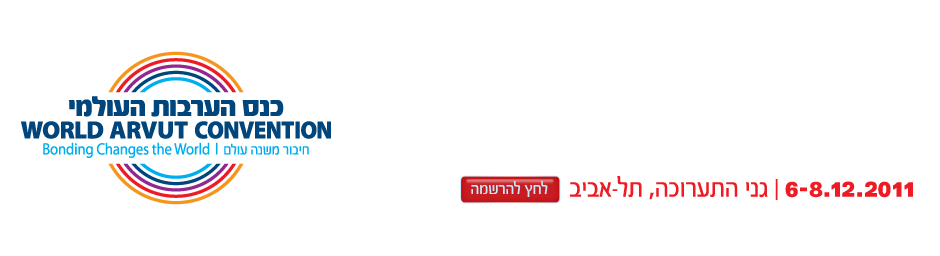 כנס הערבות העולמי
WORLD ARVUT CONVENTION
Bonding Changes the World | חיבור משנה עולם
6-8.12.2011 | גני התערוכה, תל-אביב
לחץ להרשמה